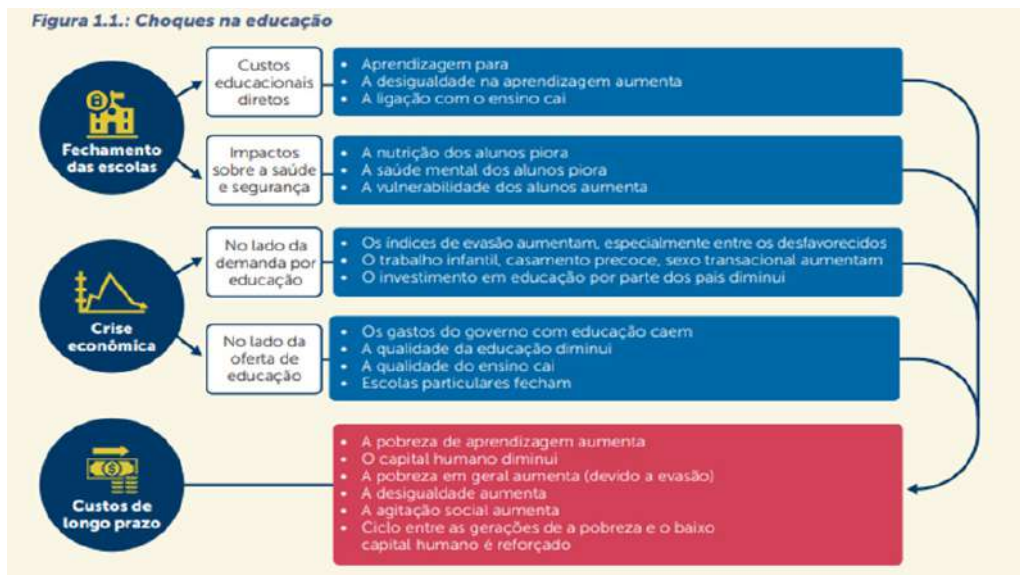 Figura 1.1.: Choques na educação
Fechamento
das escolas
Custos
educacionais
diretos
• Aprendizagem para
• A desigualdade na aprendizagem aumenta
• A ligação com o ensino cai
Impactos
sobre a saúde
e segurança
• A nutrição dos alunos piora
• A saúde mental dos alunos piora
• A vulnerabilidade dos alunos aumenta
Crise
econômica
No lado da
demanda por
educação
• Os índices de evasão aumentam, especialmente entre os desfavorecidos
• O trabalho infantil, casamento precoce, sexo transacional aumentam
• O investimento em educação por parte dos pais diminui
No lado da
oferta de
educação
• Os gastos do governo com educação caem
• A qualidade da educação diminui
• A qualidade do ensino cai
• Escolas particulares fecham
Custos de
longo prazo
• A pobreza de aprendizagem aumenta
• O capital humano diminui
• A pobreza em geral aumenta (devido a evasão)
• A desigualdade aumenta
• A agitação social aumenta
• Ciclo entre as gerações de a pobreza e o baixo
capital humano é reforçado